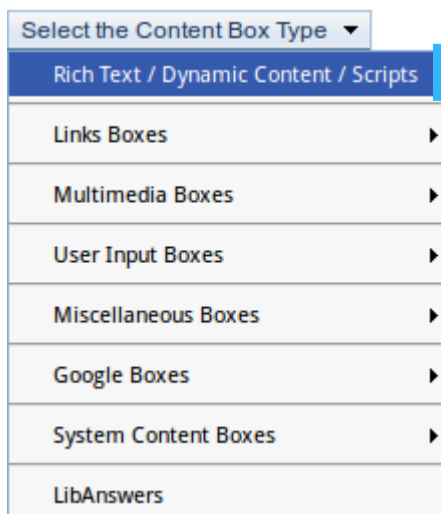 Select the Content Box Type
Rich Text / Dynamic Content / Scripts
Links Boxes
Multimedia Boxes
User Input Boxes
Miscellaneous Boxes
Google Boxes
System Content Boxes
LibAnswers